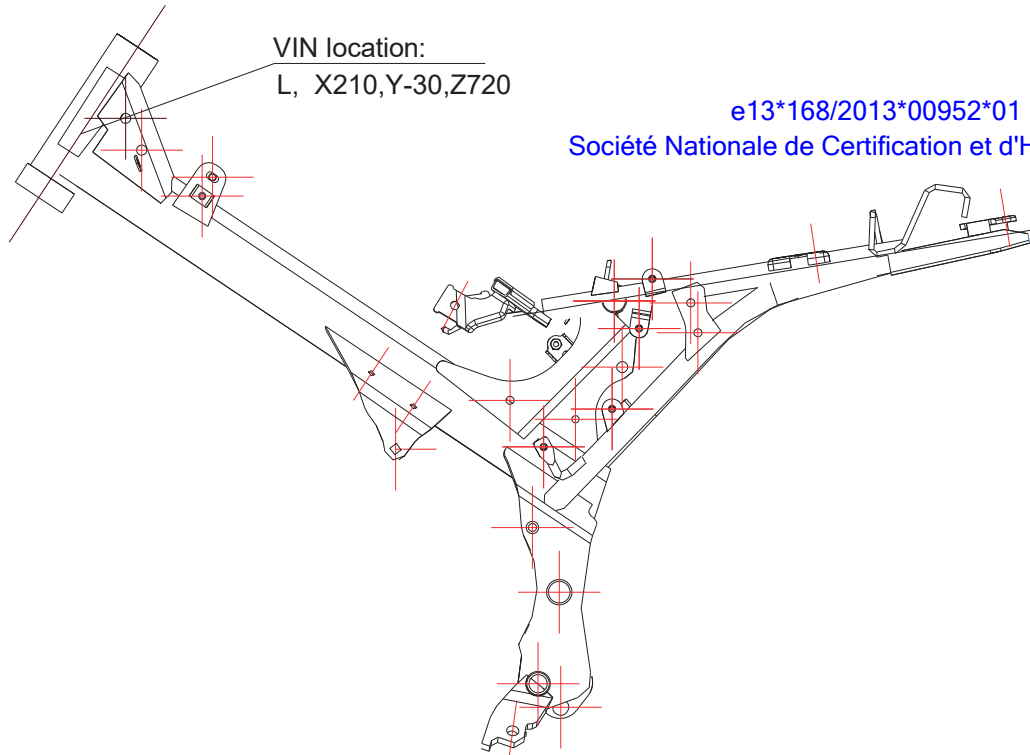 VIN location:
L, X210,Y-30,Z720
e13*168/2013*00952*01
Société Nationale de Certification et d'H